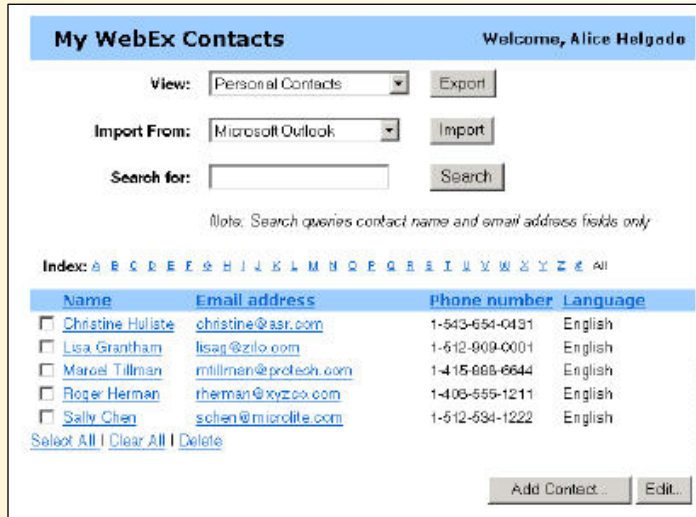 My WebEx Contacts Welcome, Alice Helgado
View: Personal Contacts Export
Import From: Microsoft Outlook Import
Search for: Search
Note: Search queries contact name and email address fields only
Index: A B C D E F G H I J K L M N O P Q R S T U V W X Y Z # All
Name Email address Phone number Language
Christine Huliste christine@asr.com 1-543-654-0431 English
Lisa Grantham lisag@zilo.com 1-612-909-0001 English
Marcel Tillman mtillman@protech.com 1-415-888-6644 English
Roger Herman rherman@xyzco.com 1-408-555-1211 English
Sally Chen schen@microlite.com 1-512-534-1222 English
Select All | Clear All | Delete
Add Contact... Edit...